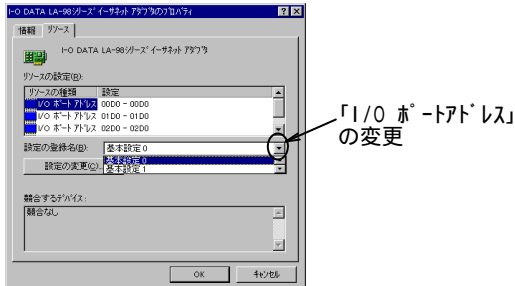 I-O DATA LA-98ｼﾘｰｽﾞ ｲｰｻﾈｯﾄ ｱﾀﾞﾌﾟﾀのﾌﾟﾛﾊﾟﾃｨ
情報 ﾘｿｰｽ
I-O DATA LA-98ｼﾘｰｽﾞ ｲｰｻﾈｯﾄ ｱﾀﾞﾌﾟﾀ
ﾘｿｰｽの設定(R):
ﾘｿｰｽの種類 設定
I/O ﾎﾟｰﾄ ｱﾄﾞﾚｽ 00D0 - 00D0
I/O ﾎﾟｰﾄ ｱﾄﾞﾚｽ 01D0 - 01D0
I/O ﾎﾟｰﾄ ｱﾄﾞﾚｽ 02D0 - 02D0
設定の登録名(B): 基本設定 0
基本設定 0
設定の変更(C)... 基本設定 1
競合するﾃﾞﾊﾞｲｽ:
競合なし
OK ｷｬﾝｾﾙ
「I/O ﾎﾟｰﾄｱﾄﾞﾚｽ」
の変更